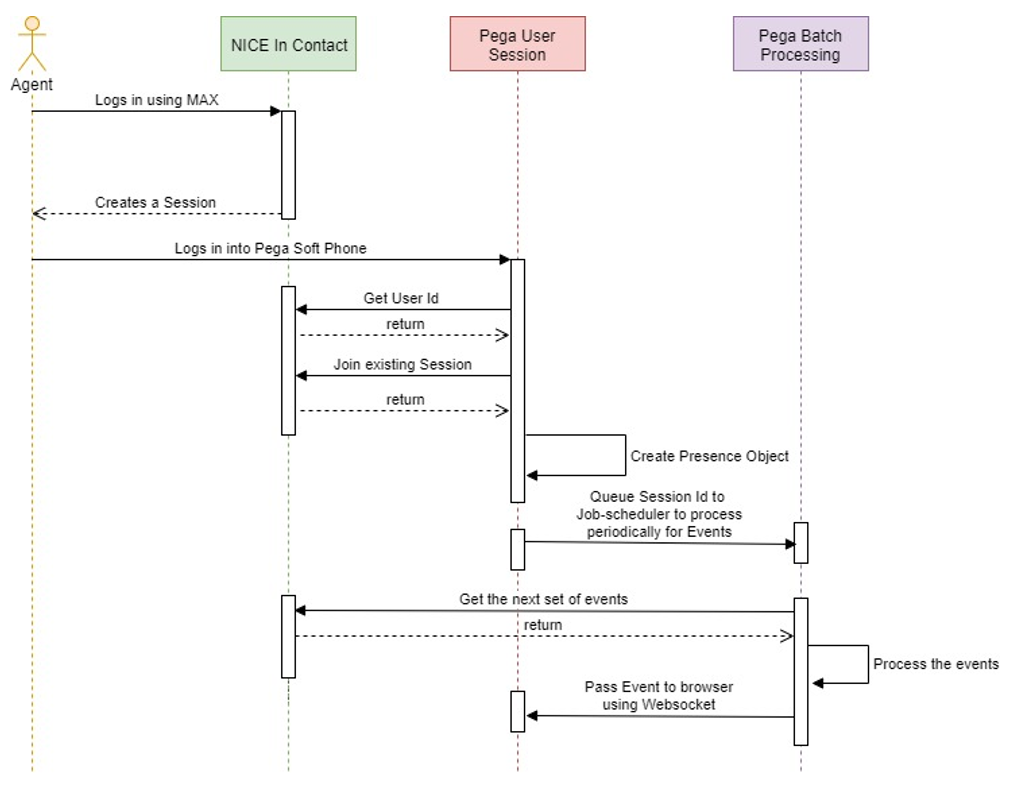 Agent
NICE In Contact
Pega User
Session
Pega Batch
Processing
Logs in using MAX
Creates a Session
Logs in into Pega Soft Phone
Get User Id
return
Join existing Session
return
Create Presence Object
Queue Session Id to
Job-scheduler to process
periodically for Events
Get the next set of events
return
Process the events
Pass Event to browser
using Websocket